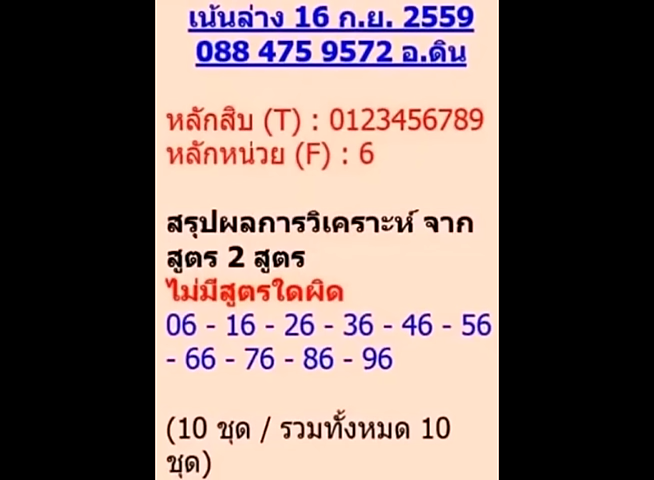 เน้นล่าง 16 ก.ย. 2559
088 475 9572 อ.ดิน
หลักสิบ (T) : 0123456789
หลักหน่วย (F) : 6
สรุปผลการวิเคราะห์ จาก
สูตร 2 สูตร
ไม่มีสูตรใดผิด
06 - 16 - 26 - 36 - 46 - 56
- 66 - 76 - 86 - 96
(10 ชุด / รวมทั้งหมด 10
ชุด)